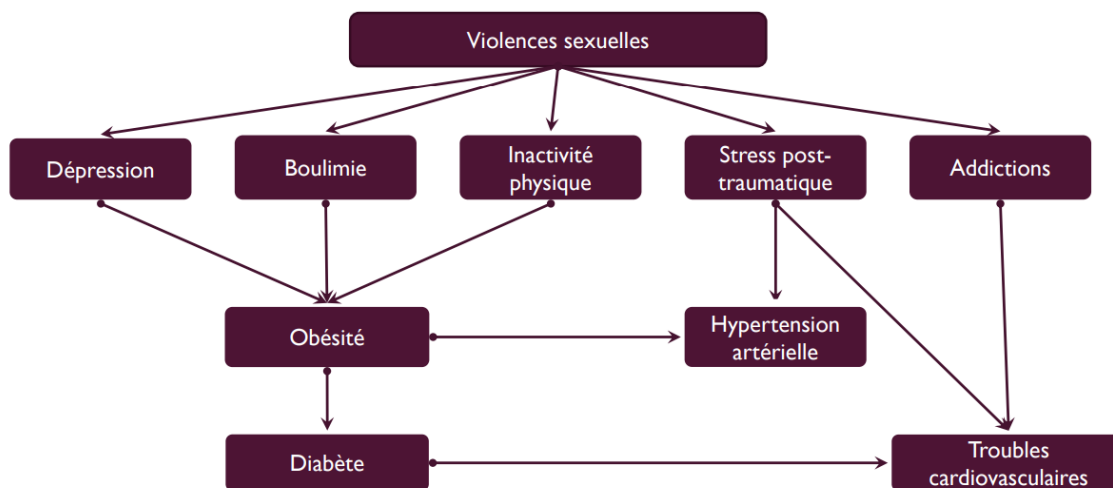 Violences sexuelles
Dépression
Boulimie
Inactivité
physique
Stress post-
traumatique
Addictions
Obésité
Hypertension
artérielle
Diabète
Troubles
cardiovasculaires